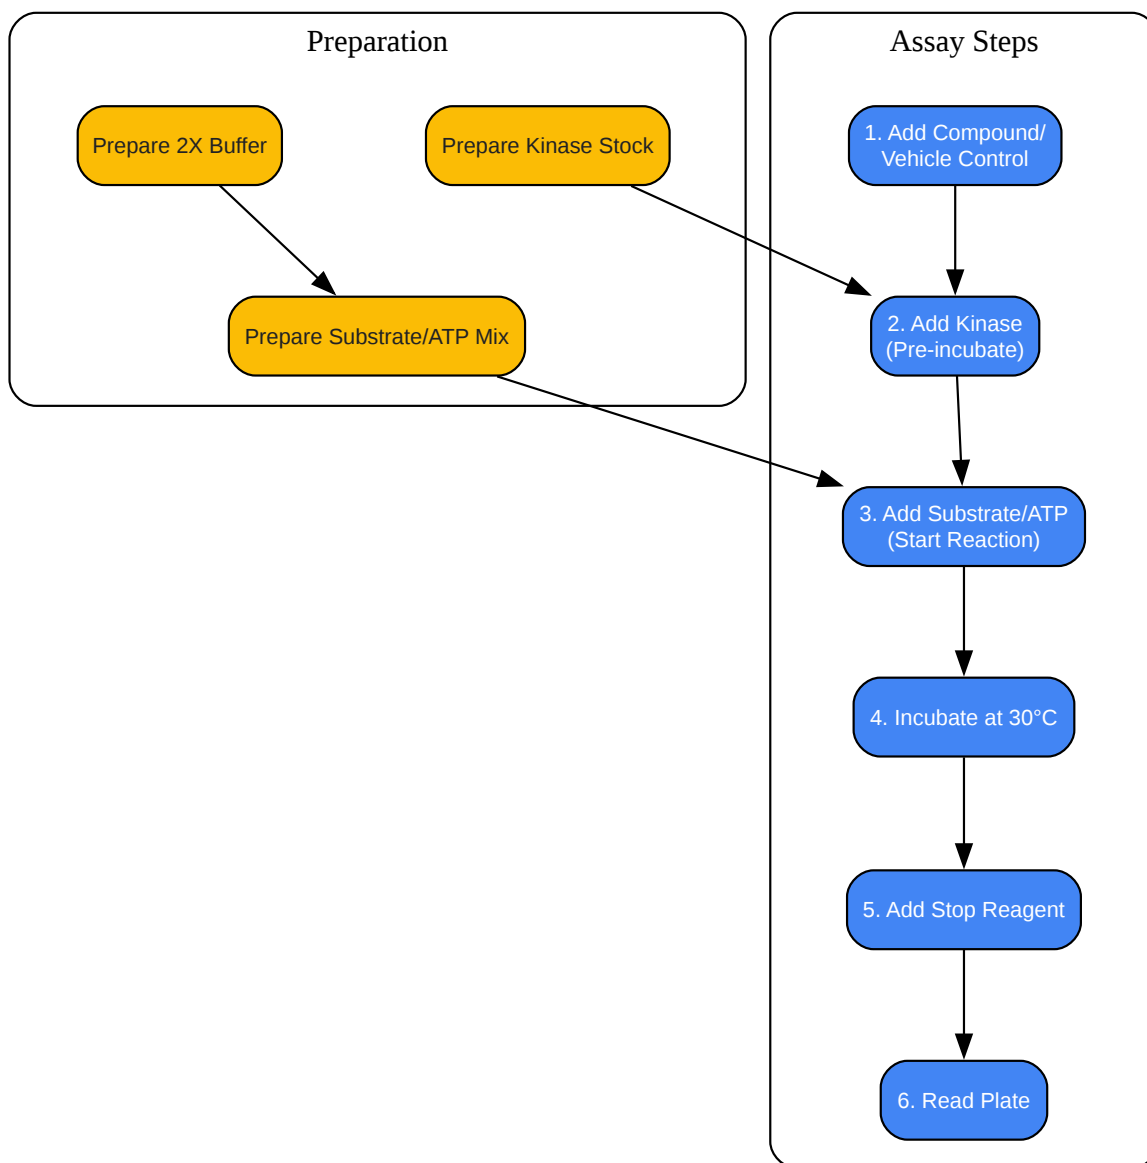 Preparation
Prepare 2X Buffer
Prepare Kinase Stock
Prepare Substrate/ATP Mix
Assay Steps
1. Add Compound/
Vehicle Control
2. Add Kinase
(Pre-incubate)
3. Add Substrate/ATP
(Start Reaction)
4. Incubate at 30°C
5. Add Stop Reagent
6. Read Plate